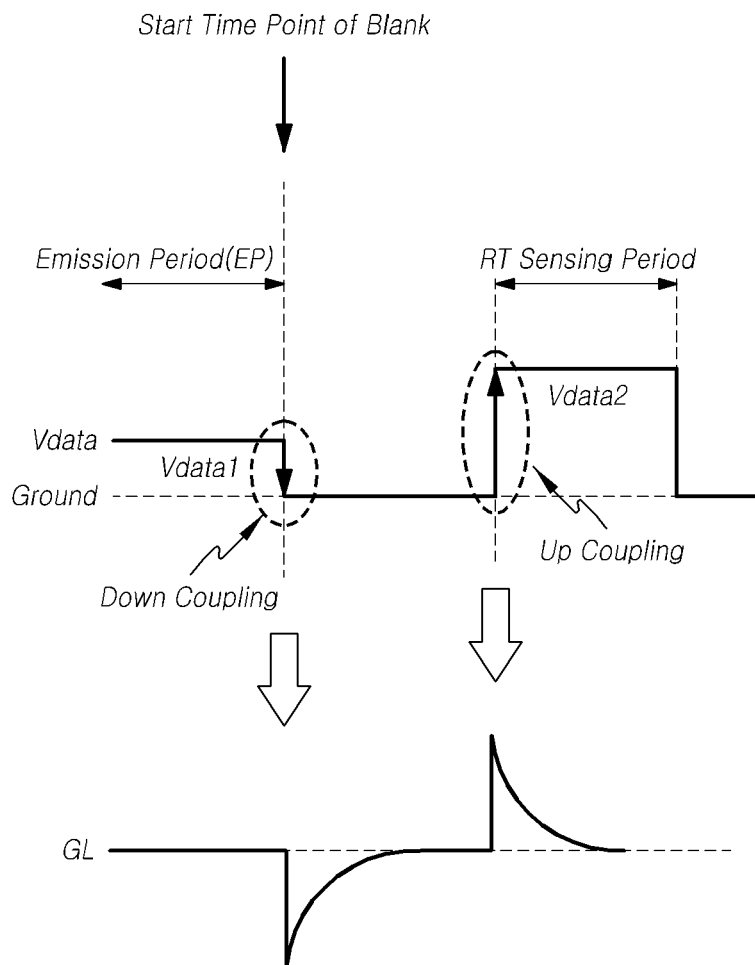 Start Time Point of Blank
Emission Period(EP)
RT Sensing Period
Vdata
Vdata1
Vdata2
Ground
Up Coupling
Down Coupling
GL